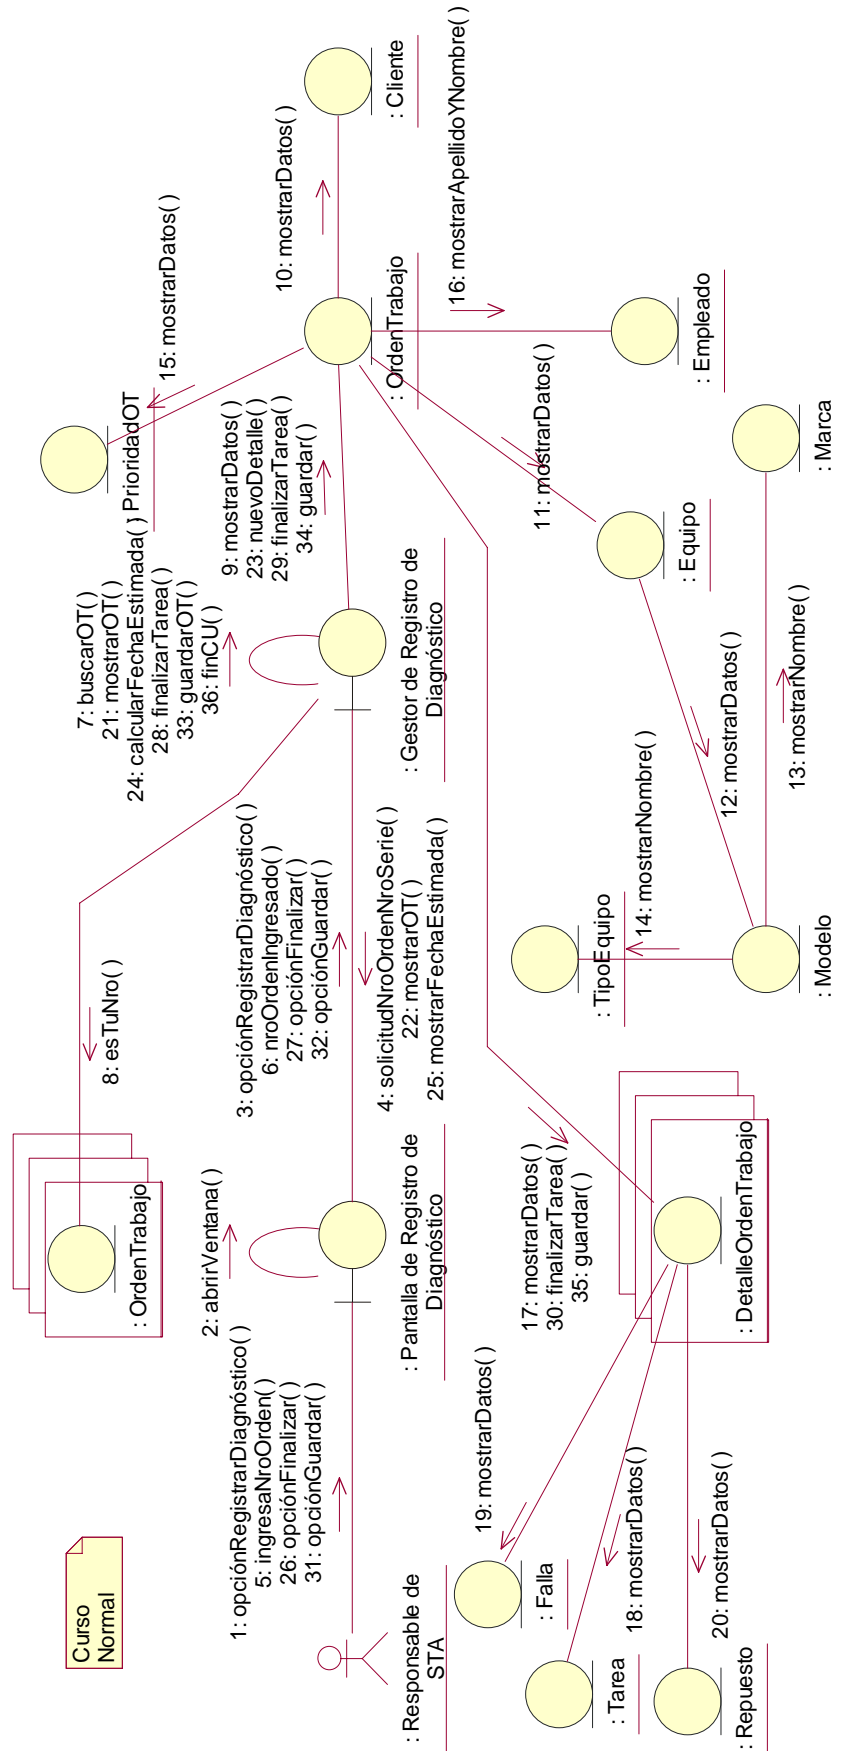 Curso
Normal
: Responsable de
STA
1: opciónRegistrarDiagnóstico( )
5: ingresaNroOrden( )
26: opciónFinalizar( )
31: opciónGuardar( )
2: abrirVentana( )
: Pantalla de Registro de
Diagnóstico
: OrdenTrabajo
8: esTuNro( )
3: opciónRegistrarDiagnóstico( )
6: nroOrdenIngresado( )
27: opciónFinalizar( )
32: opciónGuardar( )
4: solicitudNroOrdenNroSerie( )
22: mostrarOT( )
25: mostrarFechaEstimada( )
7: buscarOT( )
21: mostrarOT( )
24: calcularFechaEstimada( )
28: finalizarTarea( )
33: guardarOT( )
36: finCU( )
: Gestor de Registro de
Diagnóstico
: PrioridadOT
15: mostrarDatos( )
9: mostrarDatos( )
23: nuevoDetalle( )
29: finalizarTarea( )
34: guardar( )
: OrdenTrabajo
10: mostrarDatos( )
: Cliente
16: mostrarApellidoYNombre( )
: Empleado
11: mostrarDatos( )
: Equipo
12: mostrarDatos( )
: Modelo
13: mostrarNombre( )
: Marca
14: mostrarNombre( )
: TipoEquipo
17: mostrarDatos( )
30: finalizarTarea( )
35: guardar( )
: DetalleOrdenTrabajo
19: mostrarDatos( )
: Falla
18: mostrarDatos( )
: Tarea
20: mostrarDatos( )
: Repuesto